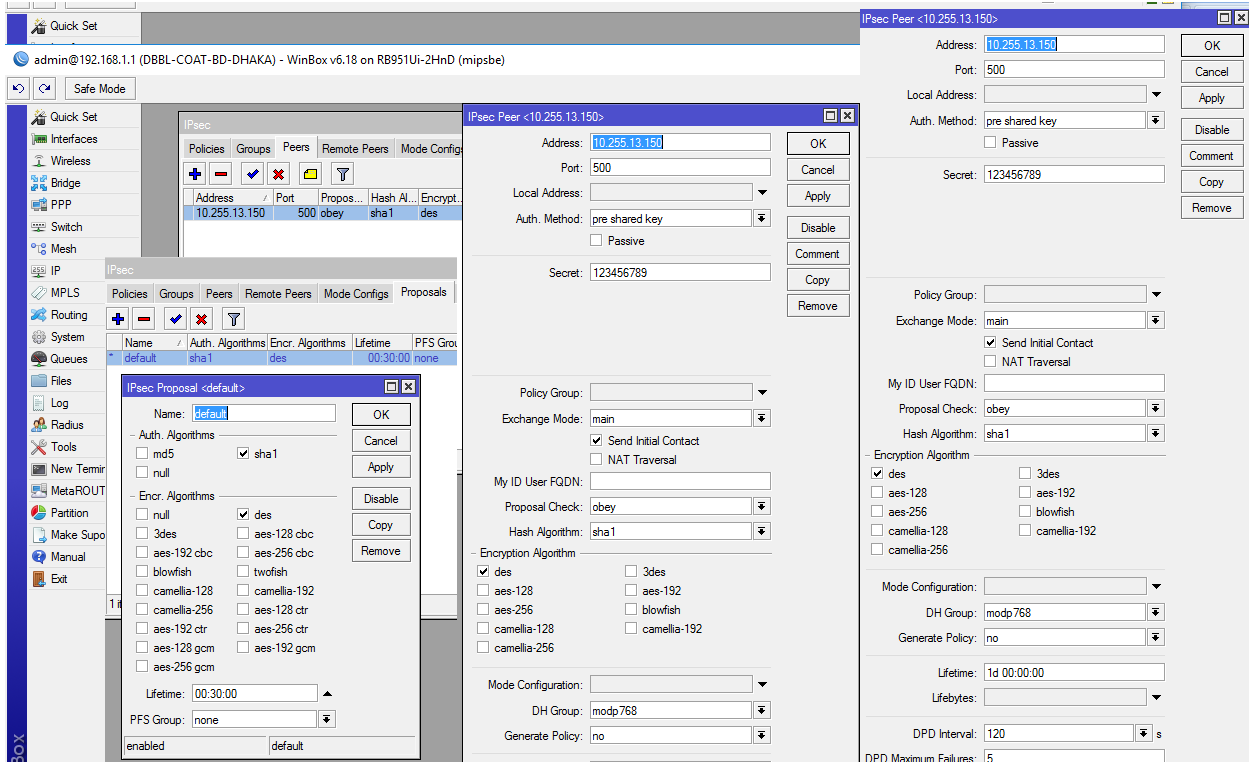 Quick Set
admin@192.168.1.1 (DBBL-COAT-BD-DHAKA) - WinBox v6.18 on RB951Ui-2HnD (mipsbe)
Safe Mode
Quick Set
Interfaces
Wireless
Bridge
PPP
Switch
Mesh
IP
MPLS
Routing
System
Queues
Files
Log
Radius
Tools
New Termin
MetaROUT
Partition
Make Supo
Manual
Exit
IPsec
Policies Groups Peers Remote Peers Mode Configs
Address Port Propos... Hash Al... Encrypt...
10.255.13.150 500 obey sha1 des
IPsec
Policies Groups Peers Remote Peers Mode Configs Proposals
Name Auth. Algorithms Encr. Algorithms Lifetime PFS Grou
* default sha1 des 00:30:00 none
IPsec Proposal <default>
Name: default
OK
Cancel
Apply
Disable
Copy
Remove
Auth. Algorithms
md5 sha1
null
Encr. Algorithms
null des
3des aes-128 cbc
aes-192 cbc aes-256 cbc
blowfish twofish
camellia-128 camellia-192
camellia-256 aes-128 ctr
aes-192 ctr aes-256 ctr
aes-128 gcm aes-192 gcm
aes-256 gcm
Lifetime: 00:30:00
PFS Group: none
enabled default
IPsec Peer <10.255.13.150>
Address: 10.255.13.150
Port: 500
Local Address:
Auth. Method: pre shared key
Passive
Secret: 123456789
OK
Cancel
Apply
Disable
Comment
Copy
Remove
Policy Group:
Exchange Mode: main
Send Initial Contact
NAT Traversal
My ID User FQDN:
Proposal Check: obey
Hash Algorithm: sha1
Encryption Algorithm
des 3des
aes-128 aes-192
aes-256 blowfish
camellia-128 camellia-192
camellia-256
Mode Configuration:
DH Group: modp768
Generate Policy: no
IPsec Peer <10.255.13.150>
Address: 10.255.13.150
Port: 500
Local Address:
Auth. Method: pre shared key
Passive
Secret: 123456789
OK
Cancel
Apply
Disable
Comment
Copy
Remove
Policy Group:
Exchange Mode: main
Send Initial Contact
NAT Traversal
My ID User FQDN:
Proposal Check: obey
Hash Algorithm: sha1
Encryption Algorithm
des 3des
aes-128 aes-192
aes-256 blowfish
camellia-128 camellia-192
camellia-256
Mode Configuration:
DH Group: modp768
Generate Policy: no
Lifetime: 1d 00:00:00
Lifebytes:
DPD Interval: 120 s
DPD Maximum Failures: 5